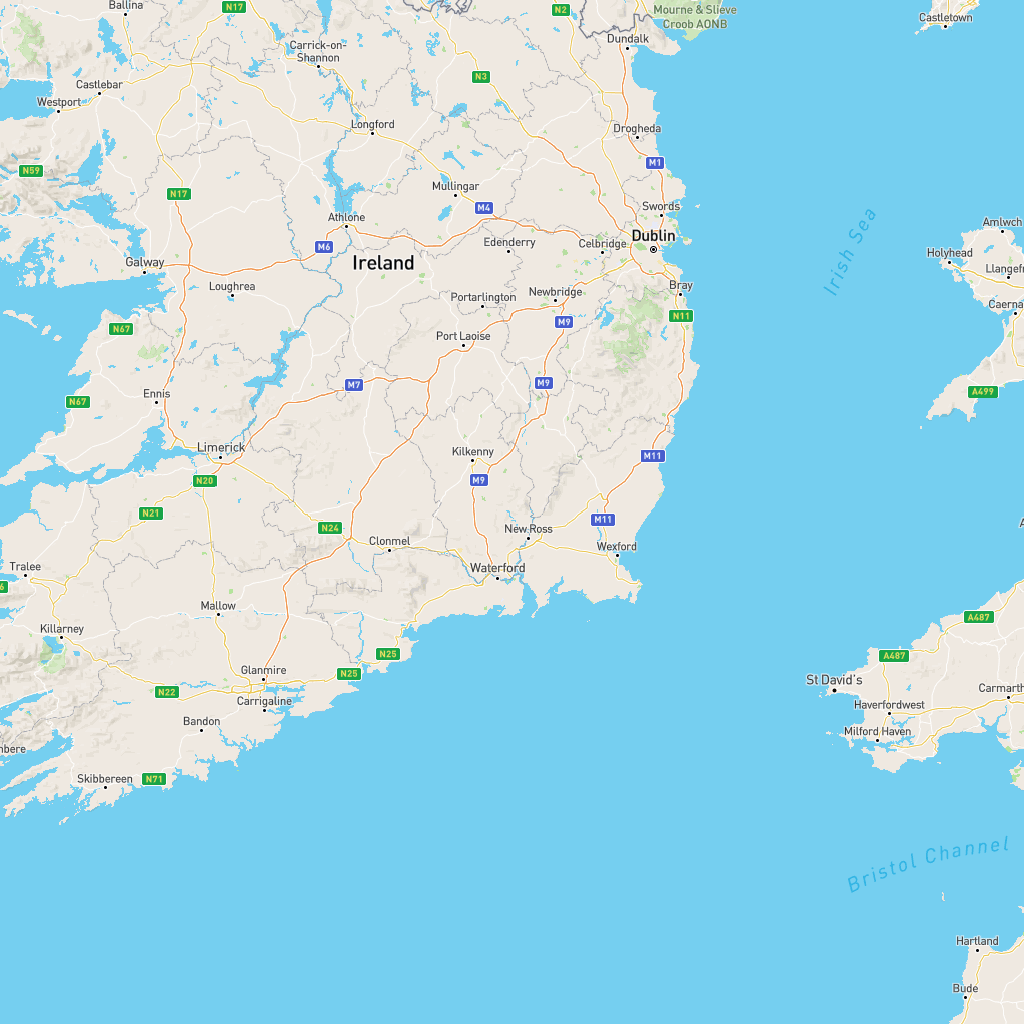 Ballina
N17
N2
Mourne & Slieve
Croob AONB
Castletown
Carrick-on-
Shannon
Dundalk
N3
Castlebar
Westport
Longford
Drogheda
M1
N59
N17
Mullingar
M4
Swords
Athlone
Amlwch
Irish Sea
M6
Edenderry
Celbridge
Dublin
Holyhead
Galway
Ireland
Llangefn
Loughrea
Portarlington
Newbridge
Bray
Caerna
N67
M9
N11
Port Laoise
M7
M9
A499
Ennis
N67
Limerick
Kilkenny
M11
N20
M9
N21
N24
M11
New Ross
Clonmel
Wexford
Tralee
Waterford
6
Mallow
A487
Killarney
N25
A487
Glanmire
N25
St David's
N22
Carmarth
Carrigaline
Haverfordwest
Bandon
Milford Haven
nbere
Skibbereen
N71
Bristol Channel
Hartland
Bude